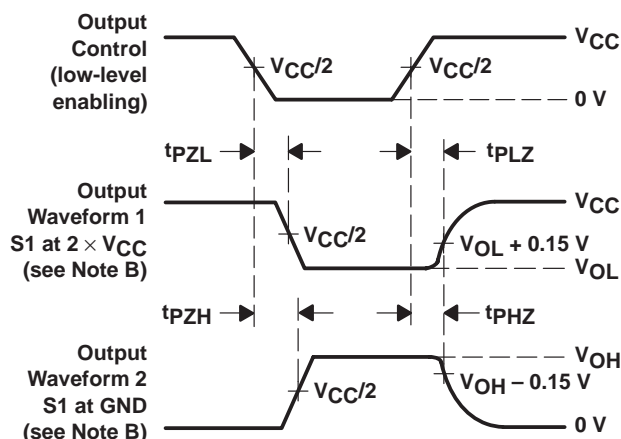 Output
Control
(low-level
enabling)
VCC/2
VCC/2
VCC
0 V
tPZL
tPLZ
Output
Waveform 1
S1 at 2 × VCC
(see Note B)
VCC/2
VCC
VOL + 0.15 V
VOL
tPZH
tPHZ
Output
Waveform 2
S1 at GND
(see Note B)
VCC/2
VOH
VOH − 0.15 V
0 V